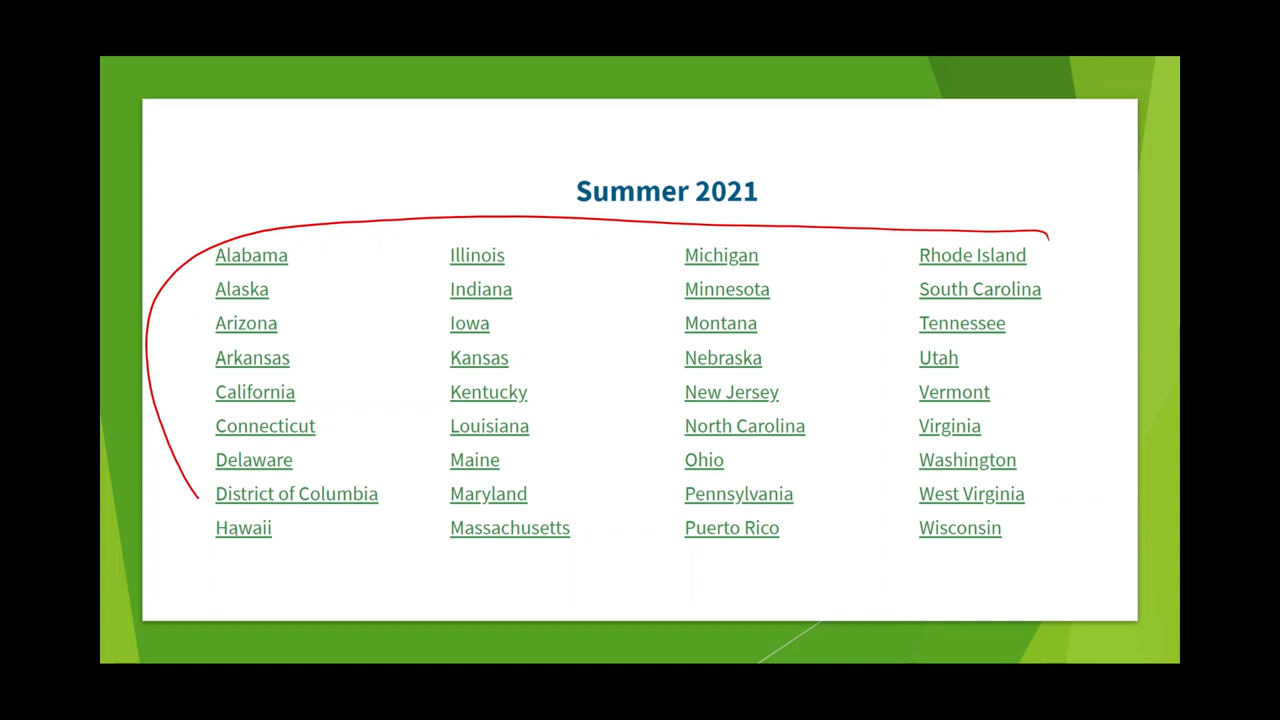 Summer 2021
Alabama
Alaska
Arizona
Arkansas
California
Connecticut
Delaware
District of Columbia
Hawaii
Illinois
Indiana
Iowa
Kansas
Kentucky
Louisiana
Maine
Maryland
Massachusetts
Michigan
Minnesota
Montana
Nebraska
New Jersey
North Carolina
Ohio
Pennsylvania
Puerto Rico
Rhode Island
South Carolina
Tennessee
Utah
Vermont
Virginia
Washington
West Virginia
Wisconsin